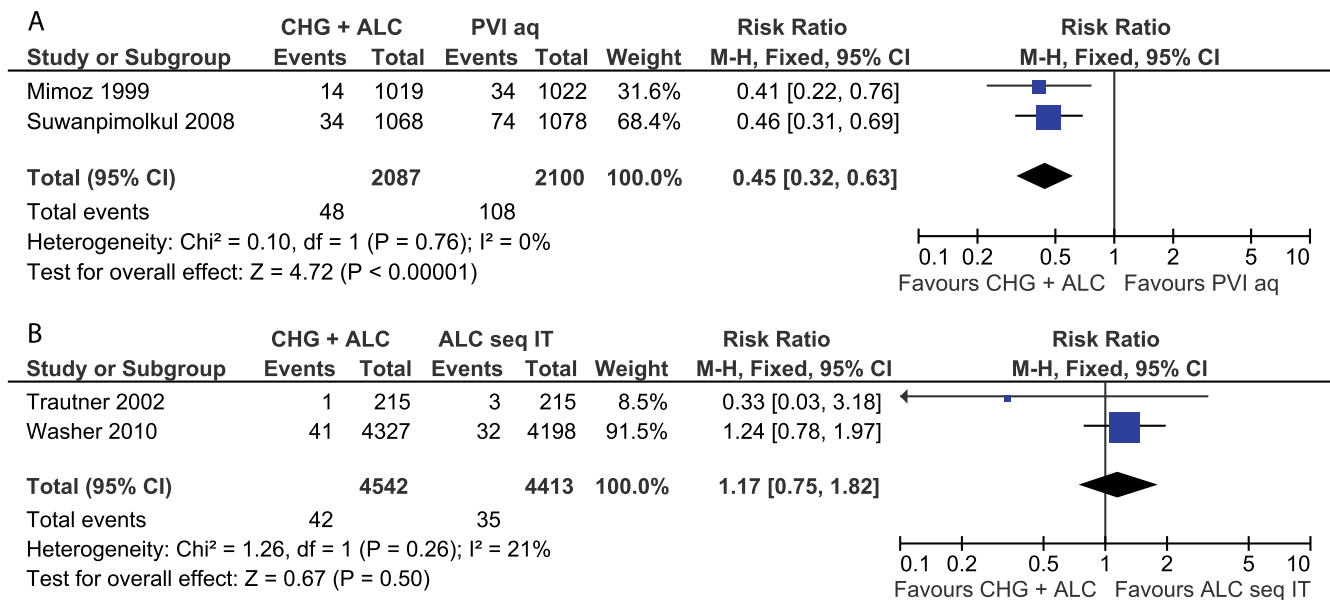 A
CHG + ALC PVI aq Risk Ratio Risk Ratio
Study or Subgroup Events Total Events Total Weight M-H, Fixed, 95% CI M-H, Fixed, 95% CI
Mimoz 1999 14 1019 34 1022 31.6% 0.41 [0.22, 0.76]
Suwanpimolkul 2008 34 1068 74 1078 68.4% 0.46 [0.31, 0.69]
Total (95% CI) 2087 2100 100.0% 0.45 [0.32, 0.63]
Total events 48 108
Heterogeneity: Chi² = 0.10, df = 1 (P = 0.76); I² = 0%
Test for overall effect: Z = 4.72 (P < 0.00001)
0.1 0.2 0.5 1 2 5 10
Favours CHG + ALC Favours PVI aq
B
CHG + ALC ALC seq IT Risk Ratio Risk Ratio
Study or Subgroup Events Total Events Total Weight M-H, Fixed, 95% CI M-H, Fixed, 95% CI
Trautner 2002 1 215 3 215 8.5% 0.33 [0.03, 3.18]
Washer 2010 41 4327 32 4198 91.5% 1.24 [0.78, 1.97]
Total (95% CI) 4542 4413 100.0% 1.17 [0.75, 1.82]
Total events 42 35
Heterogeneity: Chi² = 1.26, df = 1 (P = 0.26); I² = 21%
Test for overall effect: Z = 0.67 (P = 0.50)
0.1 0.2 0.5 1 2 5 10
Favours CHG + ALC Favours ALC seq IT